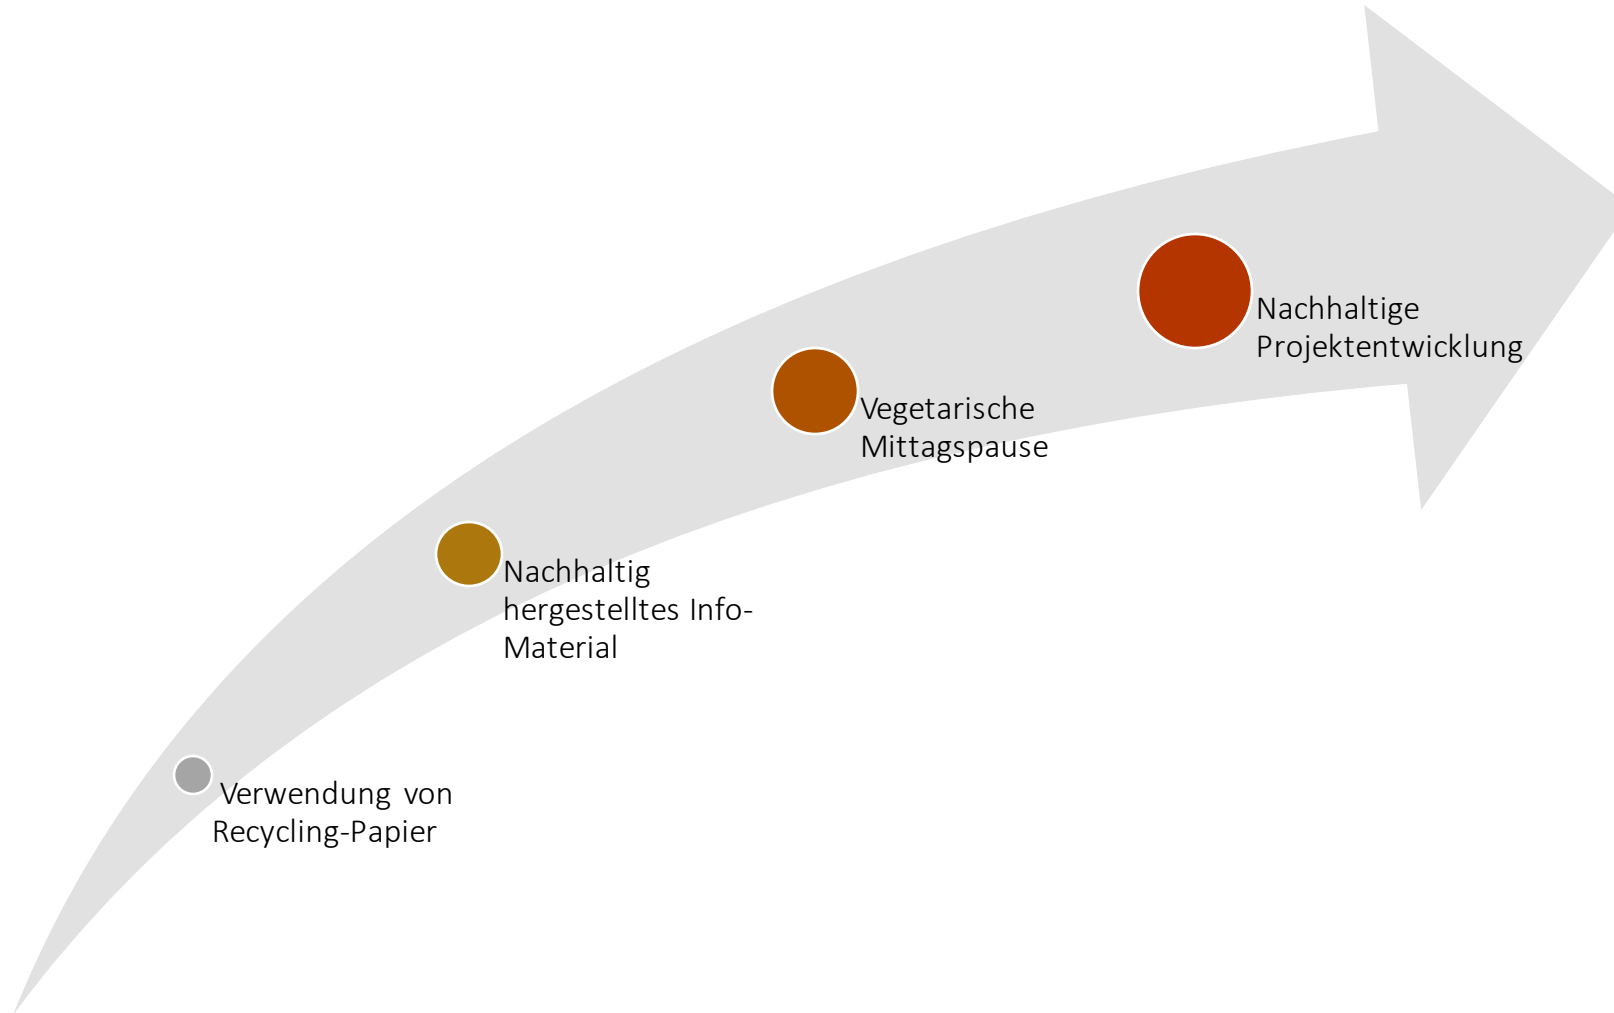 Nachhaltige
Projektentwicklung
Vegetarische
Mittagspause
Nachhaltig
hergestelltes Info-
Material
Verwendung von
Recycling-Papier